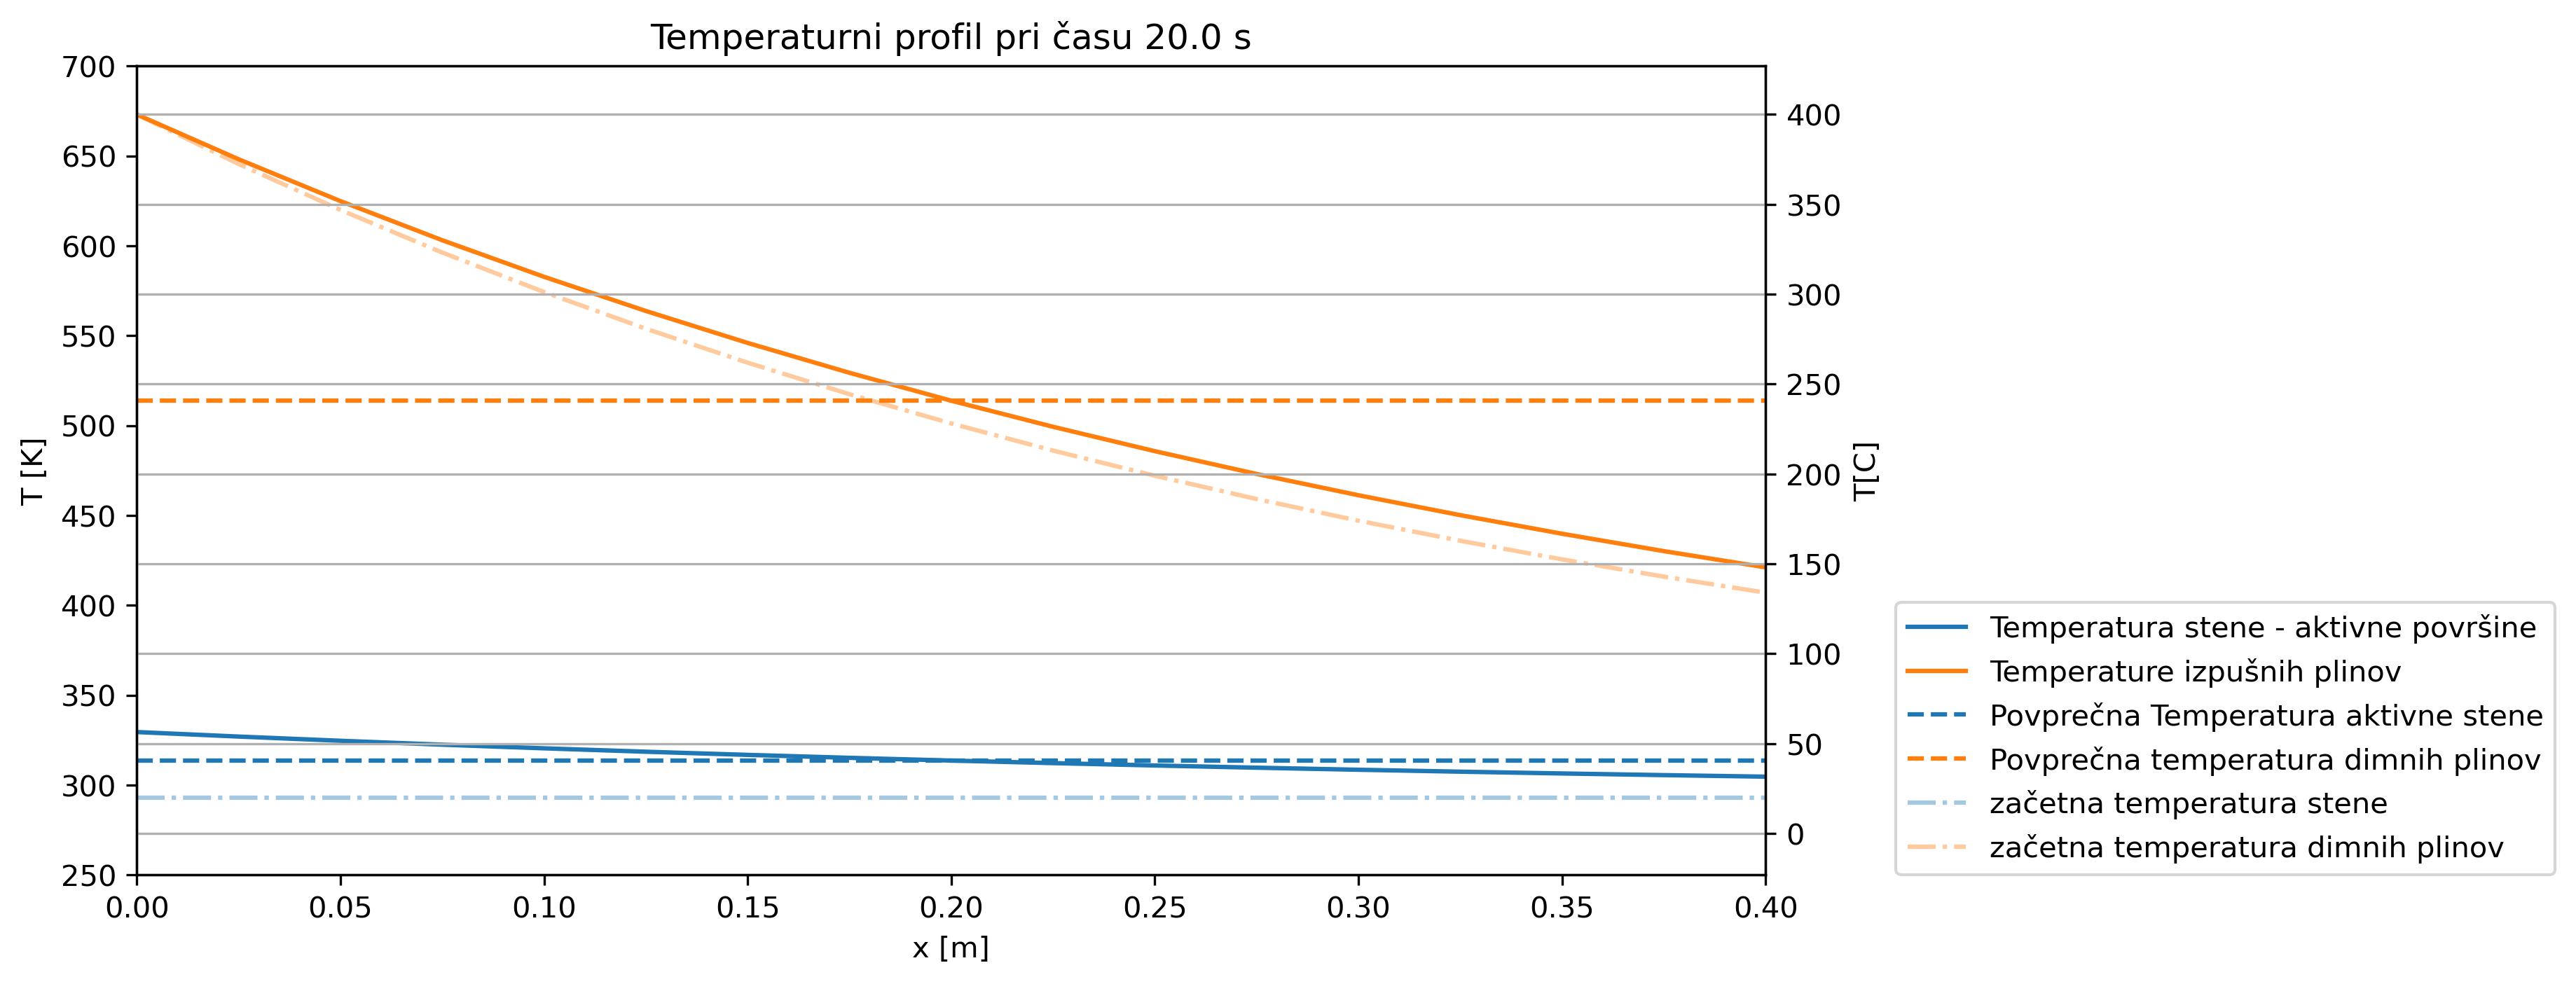 Temperaturni profil pri času 20.0 s
T [K]
700
650
600
550
500
450
400
350
300
250
0.00 0.05 0.10 0.15 0.20 0.25 0.30 0.35 0.40
x [m]
400
350
300
250
200
150
100
50
0
T[C]
Temperatura stene - aktivne površine
Temperature izpušnih plinov
Povprečna Temperatura aktivne stene
Povprečna temperatura dimnih plinov
začetna temperatura stene
začetna temperatura dimnih plinov